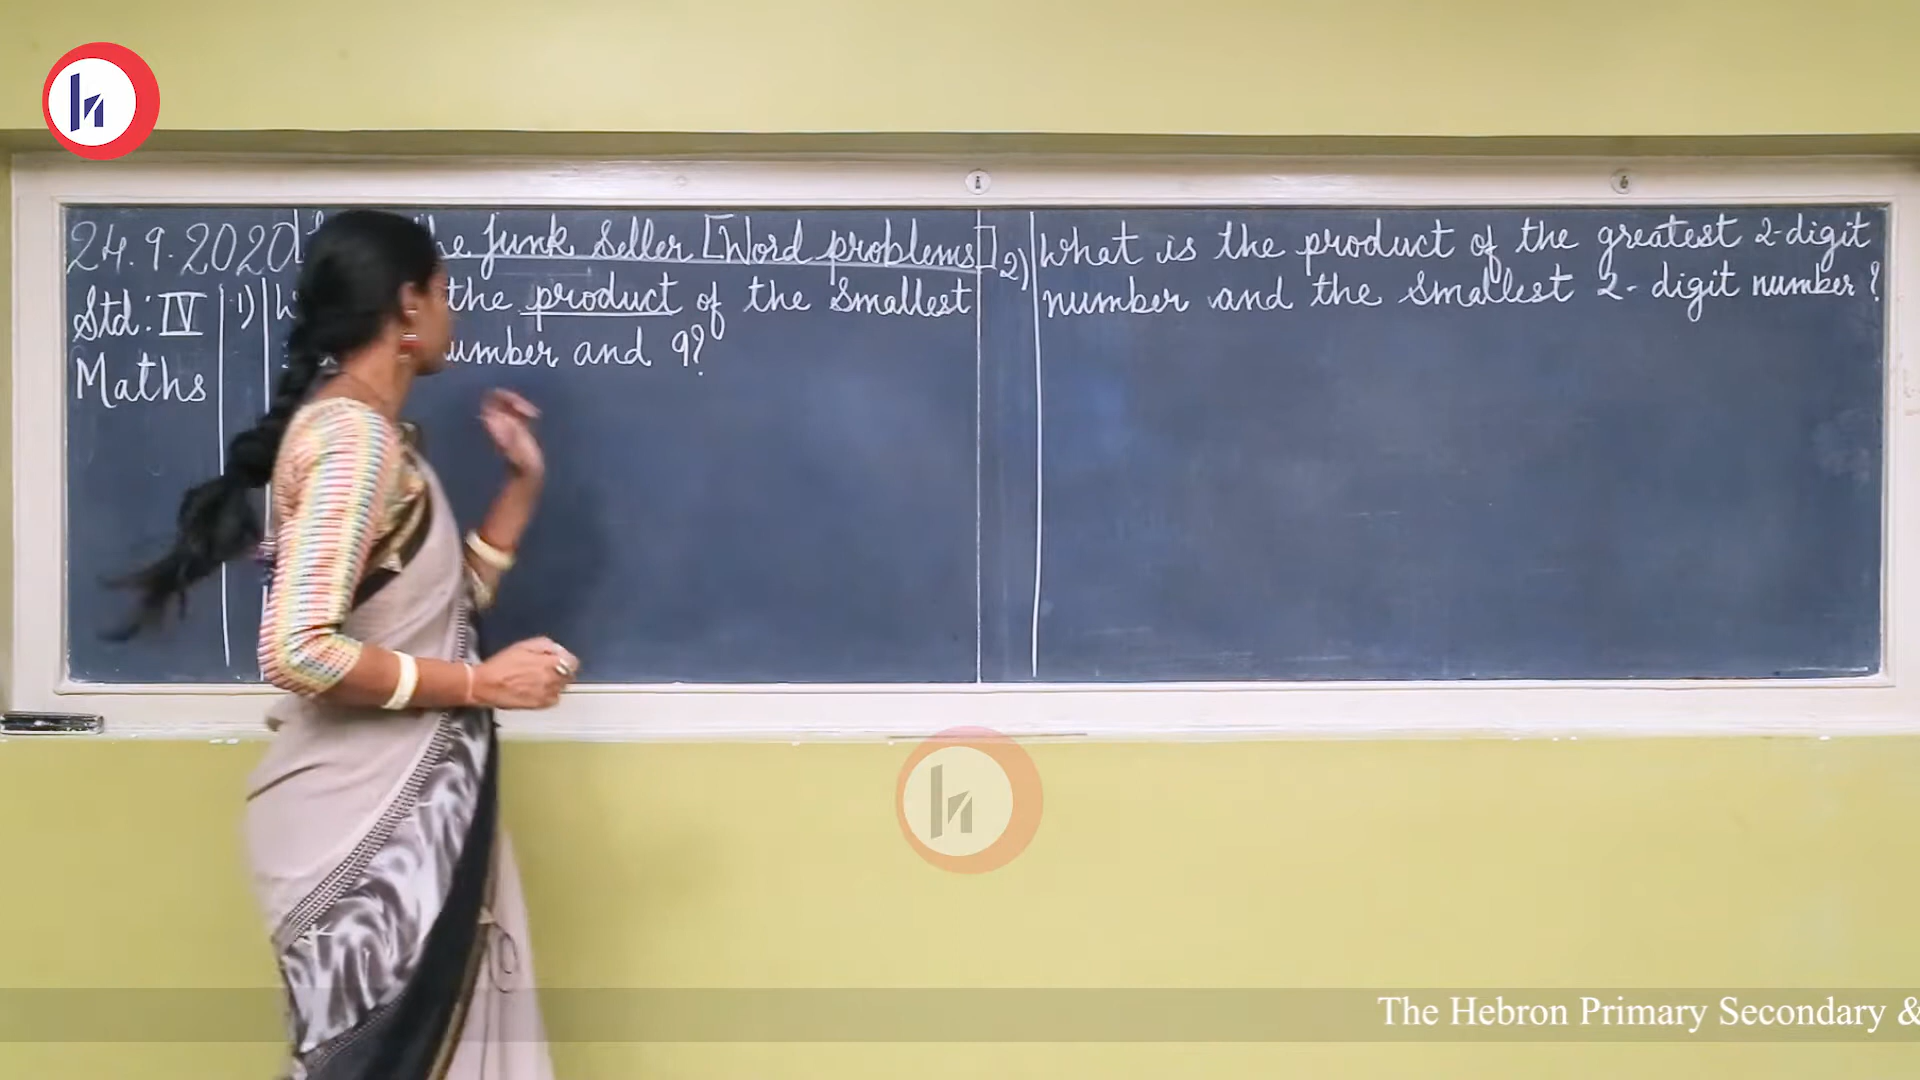 24.9.2020
Std: IV
Maths
the Junk Seller [Word problems]
1) the product of the Smallest
number and 9?
2) What is the product of the greatest 2-digit
number and the Smallest 2-digit number?
The Hebron Primary Secondary &